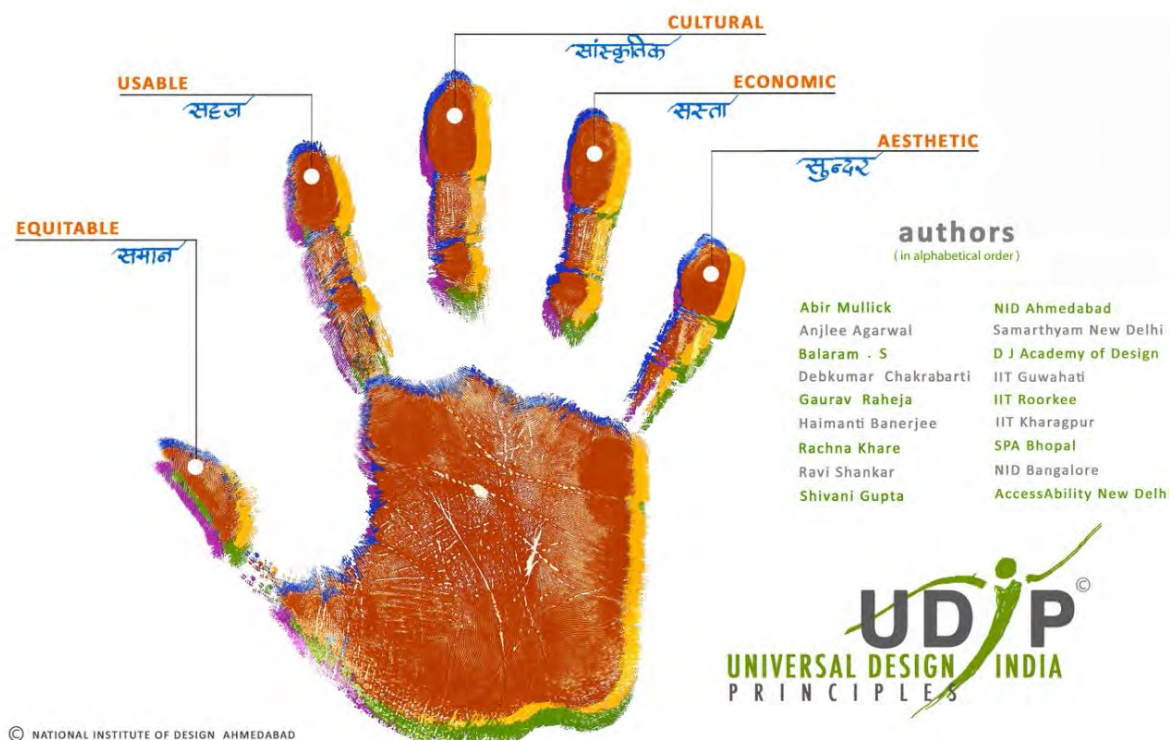 CULTURAL
सांस्कृतिक
USABLE
सहज
ECONOMIC
सस्ता
AESTHETIC
सुन्दर
EQUITABLE
समान
authors
( in alphabetical order )
Abir Mullick NID Ahmedabad
Anjlee Agarwal Samarthyam New Delhi
Balaram . S D J Academy of Design
Debkumar Chakrabarti IIT Guwahati
Gaurav Raheja IIT Roorkee
Haimanti Banerjee IIT Kharagpur
Rachna Khare SPA Bhopal
Ravi Shankar NID Bangalore
Shivani Gupta AccessAbility New Delh
UDiP ©
UNIVERSAL DESIGN INDIA
PRINCIPLES
© NATIONAL INSTITUTE OF DESIGN AHMEDABAD